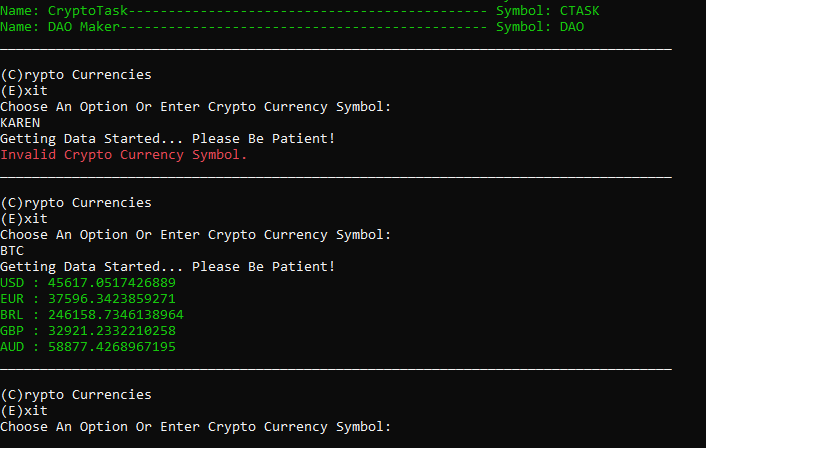 Name: CryptoTask--------------------------------------------- Symbol: CTASK
Name: DAO Maker---------------------------------------------- Symbol: DAO
____________________________________________________________________________________
(C)rypto Currencies
(E)xit
Choose An Option Or Enter Crypto Currency Symbol:
KAREN
Getting Data Started... Please Be Patient!
Invalid Crypto Currency Symbol.
____________________________________________________________________________________
(C)rypto Currencies
(E)xit
Choose An Option Or Enter Crypto Currency Symbol:
BTC
Getting Data Started... Please Be Patient!
USD : 45617.0517426889
EUR : 37596.3423859271
BRL : 246158.7346138964
GBP : 32921.2332210258
AUD : 58877.4268967195
____________________________________________________________________________________
(C)rypto Currencies
(E)xit
Choose An Option Or Enter Crypto Currency Symbol: